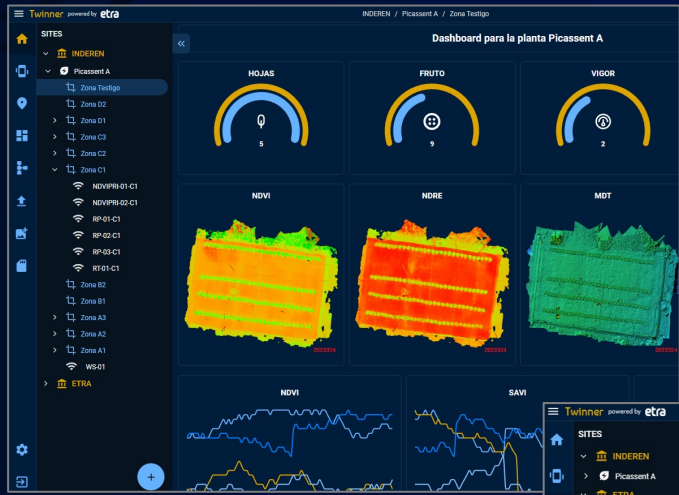 Twinner powered by etra
INDEREN / Picassent A / Zona Testigo
SITES
INDEREN
Picassent A
Zona Testigo
Zona D2
Zona D1
Zona C3
Zona C2
Zona C1
NDVIPRI-01-C1
NDVIPRI-02-C1
RP-01-C1
RP-02-C1
RP-03-C1
RT-01-C1
Zona B2
Zona B1
Zona A3
Zona A2
Zona A1
WS-01
ETRA
Dashboard para la planta Picassent A
HOJAS
5
FRUTO
9
VIGOR
2
NDVI
20220324
NDRE
20220324
MDT
20220324
NDVI
SAVI
Twinner powered by etra
SITES
INDEREN
Picassent A
ETRA